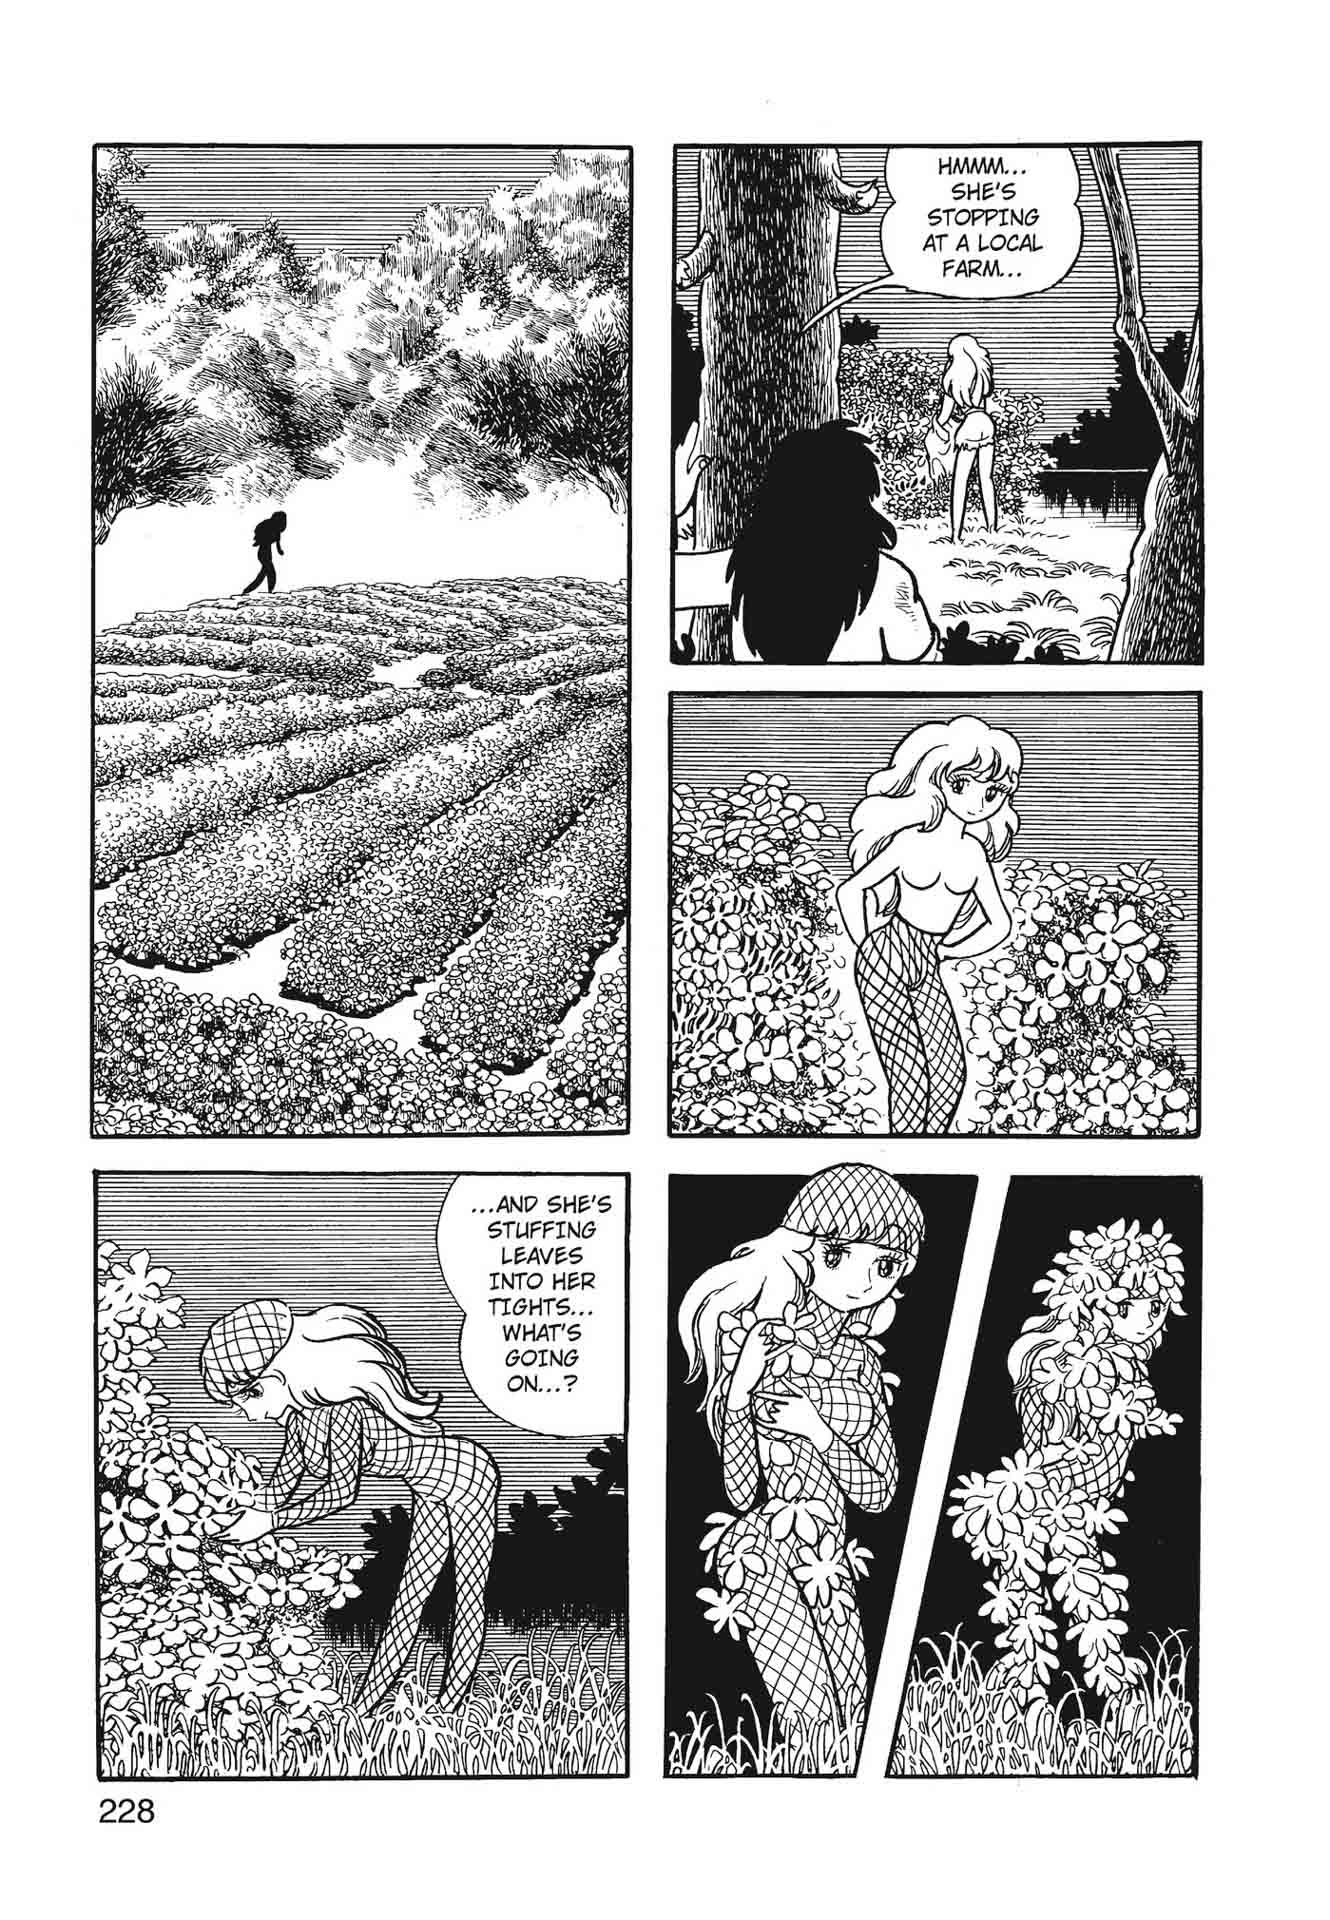 HMMM...
SHE'S
STOPPING
AT A LOCAL
FARM...
...AND SHE'S
STUFFING
LEAVES
INTO HER
TIGHTS...
WHAT'S
GOING
ON...?
228